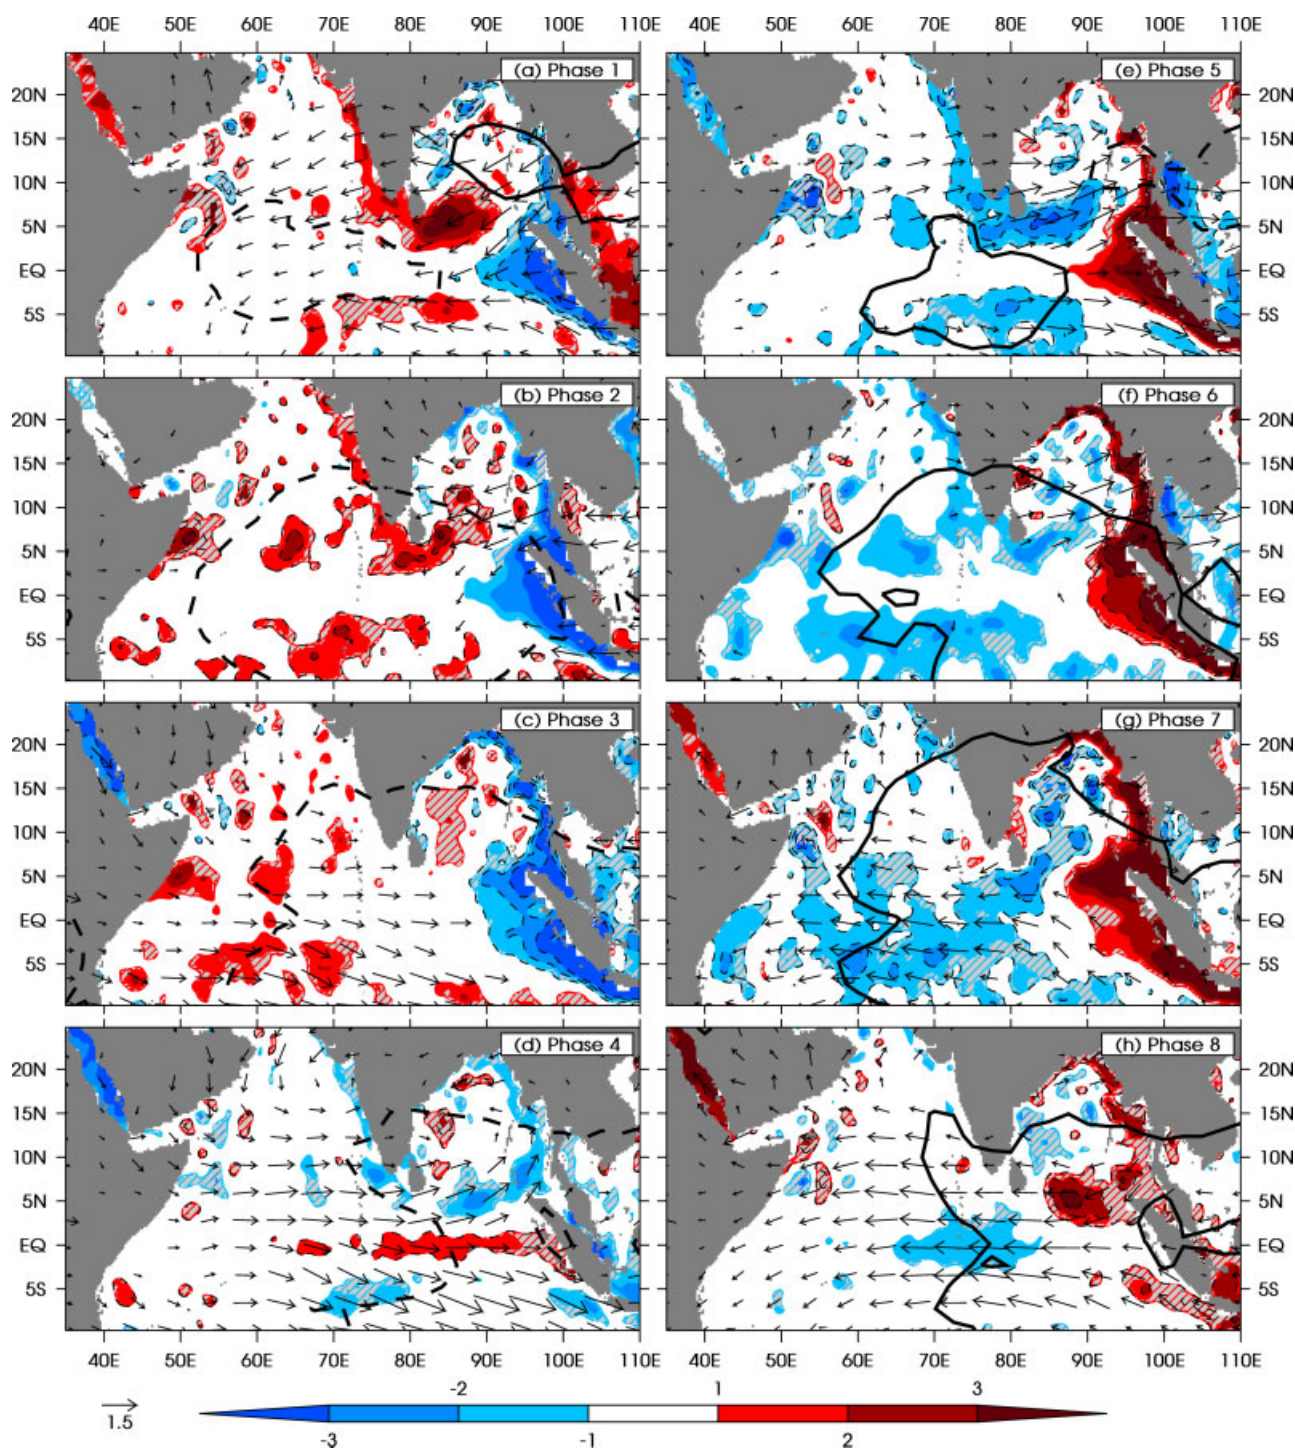 40E 50E 60E 70E 80E 90E 100E 110E 40E 50E 60E 70E 80E 90E 100E 110E
(a) Phase 1 (e) Phase 5
20N 20N
15N 15N
10N 10N
5N 5N
EQ EQ
5S 5S
(b) Phase 2 (f) Phase 6
20N 20N
15N 15N
10N 10N
5N 5N
EQ EQ
5S 5S
(c) Phase 3 (g) Phase 7
20N 20N
15N 15N
10N 10N
5N 5N
EQ EQ
5S 5S
(d) Phase 4 (h) Phase 8
20N 20N
15N 15N
10N 10N
5N 5N
EQ EQ
5S 5S
40E 50E 60E 70E 80E 90E 100E 110E 40E 50E 60E 70E 80E 90E 100E 110E
-2 1 3
1.5
-3 -1 2